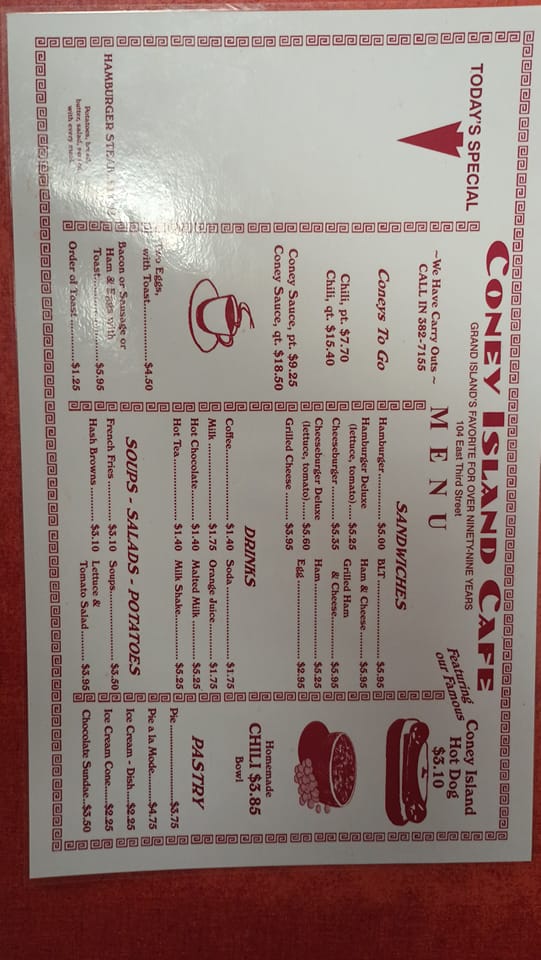 CONEY ISLAND CAFE
GRAND ISLAND'S FAVORITE FOR OVER NINETY-NINE YEARS
104 East Third Street
MENU
TODAY'S SPECIAL
HAMBURGER
Potatoes,
butter, salad,
with every meal
~We Have Carry Outs ~
CALL IN 382-7155
Coneys To Go
Chili, pt. $7.70
Chili, qt. $15.40
Coney Sauce, pt. $9.25
Coney Sauce, qt. $18.50
Two Eggs,
with Toast.............$4.50
Bacon or Sausage or
Ham & Eggs with
Toast.....................$5.95
Order of Toast ..........$1.25
SANDWICHES
Hamburger.............$5.00
Hamburger Deluxe
(lettuce, tomato).....$5.25
Cheeseburger .........$5.35
Cheeseburger Deluxe
(lettuce, tomato).....$5.60
Grilled Cheese ........$3.95
BLT ........................$5.95
Ham & Cheese.........$5.95
Grilled Ham
& Cheese................$5.95
Ham .......................$5.25
Egg .........................$2.95
DRINKS
Coffee.....................$1.40
Milk.......................$1.75
Hot Chocolate.........$1.40
Hot Tea...................$1.40
Soda........................$1.75
Orange Juice............$1.75
Malted Milk ............$5.25
Milk Shake..............$5.25
SOUPS - SALADS - POTATOES
French Fries............$3.10
Hash Browns ..........$3.10
Soups......................$3.50
Lettuce &
Tomato Salad .........$3.95
Featuring
our Famous
Coney Island
Hot Dog
$3.10
Homemade
CHILI $3.85
Bowl
PASTRY
Pie .....................$3.75
Pie a la Mode........$4.75
Ice Cream - Dish ...$2.25
Ice Cream Cone.....$2.25
Chocolate Sundae..$3.50